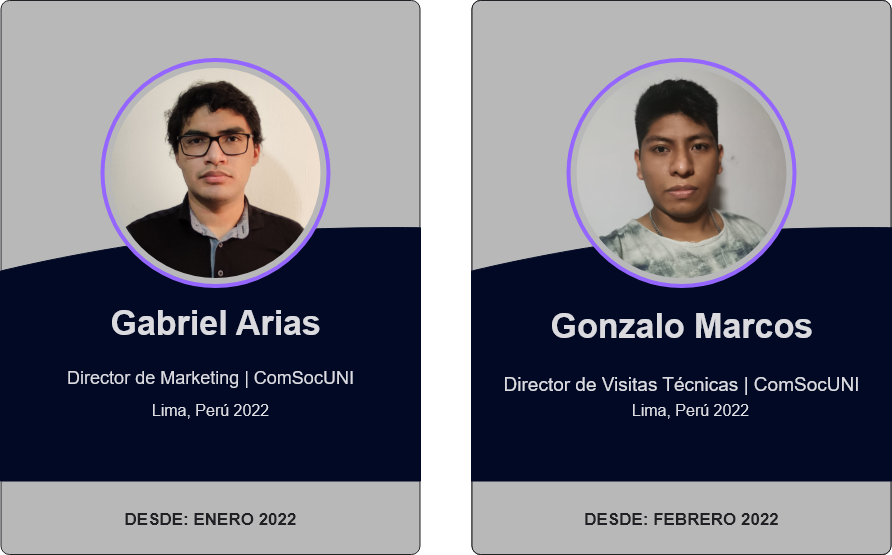 Gabriel Arias
Director de Marketing | ComSocUNI
Lima, Perú 2022
DESDE: ENERO 2022
Gonzalo Marcos
Director de Visitas Técnicas | ComSocUNI
Lima, Perú 2022
DESDE: FEBRERO 2022